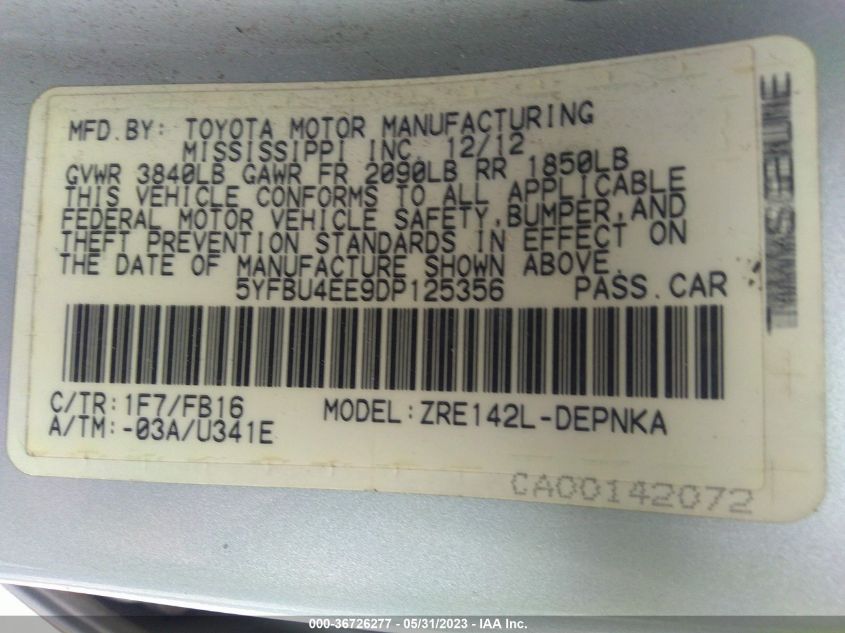 MFD.BY: TOYOTA MOTOR MANUFACTURING
MISSISSIPPI INC. 12/12
GVWR 3840LB GAWR FR 2090LB RR 1850LB
THIS VEHICLE CONFORMS TO ALL APPLICABLE
FEDERAL MOTOR VEHICLE SAFETY,BUMPER,AND
THEFT PREVENTION STANDARDS IN EFFECT ON
THE DATE OF MANUFACTURE SHOWN ABOVE.
5YFBU4EE9DP125356 PASS.CAR
C/TR:1F7/FB16 MODEL:ZRE142L-DEPNKA
A/TM:-03A/U341E
CA00142072
000-36726277 - 05/31/2023 - IAA Inc.